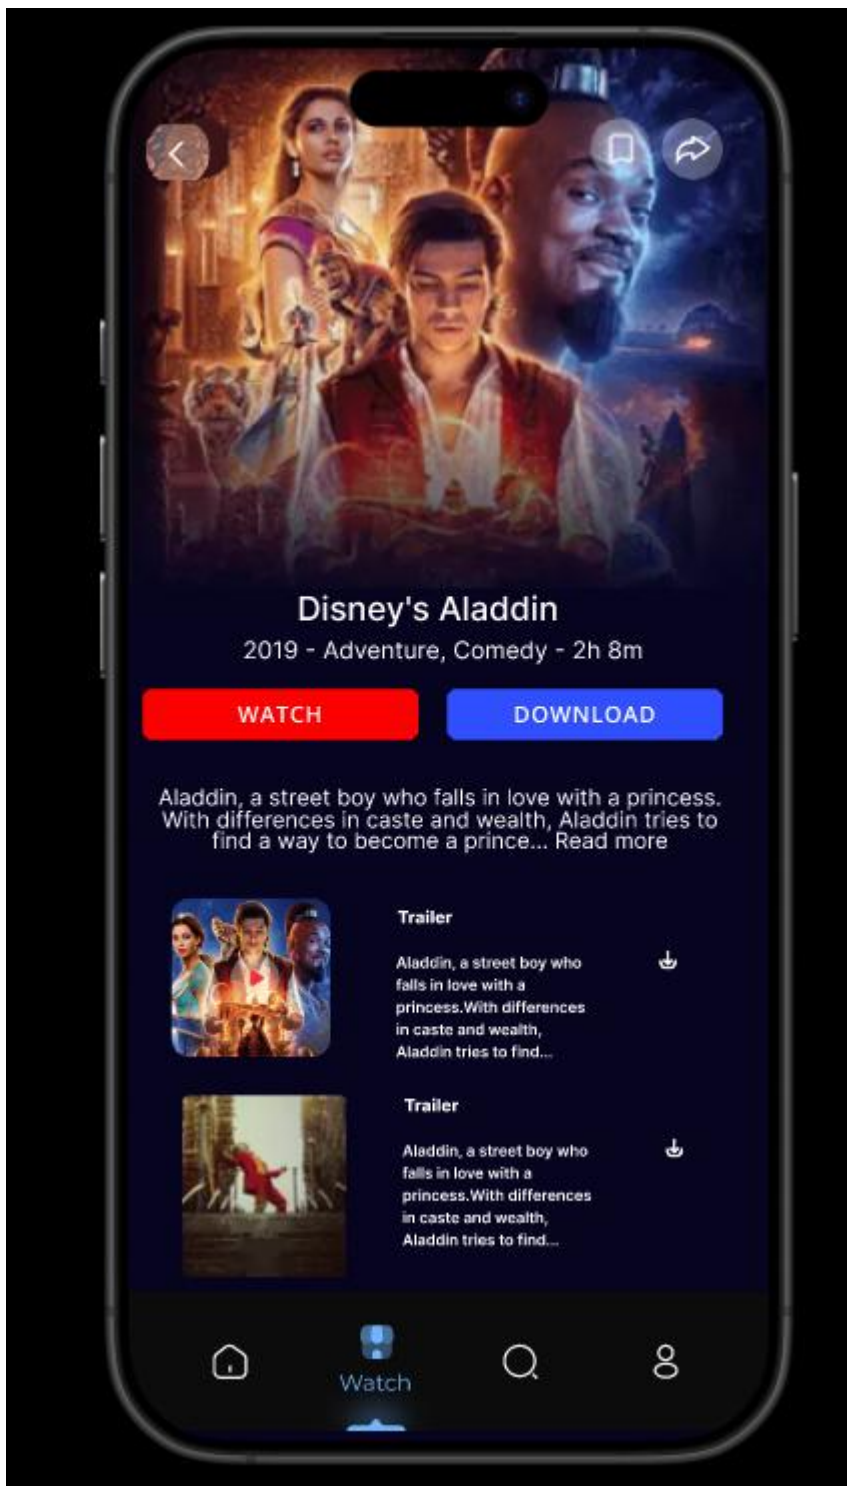 Disney's Aladdin
2019 - Adventure, Comedy - 2h 8m
WATCH
DOWNLOAD
Aladdin, a street boy who falls in love with a princess.
With differences in caste and wealth, Aladdin tries to
find a way to become a prince... Read more
Trailer
Aladdin, a street boy who
falls in love with a
princess.With differences
in caste and wealth,
Aladdin tries to find...
Trailer
Aladdin, a street boy who
falls in love with a
princess.With differences
in caste and wealth,
Aladdin tries to find...
Watch